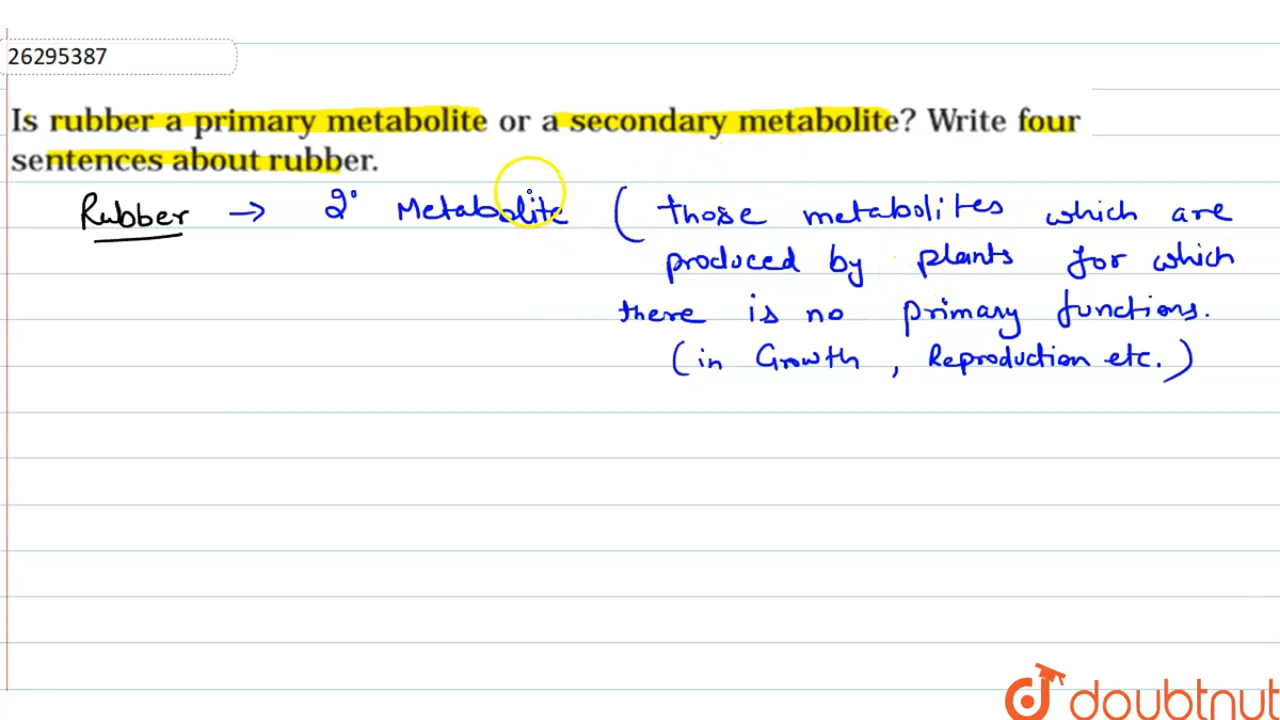 26295387
Is rubber a primary metabolite or a secondary metabolite? Write four
sentences about rubber.
Rubber → 2° Metabolite ( those metabolites which are
produced by plants for which
there is no primary functions.
(in Growth , Reproduction etc.)
doubtnut